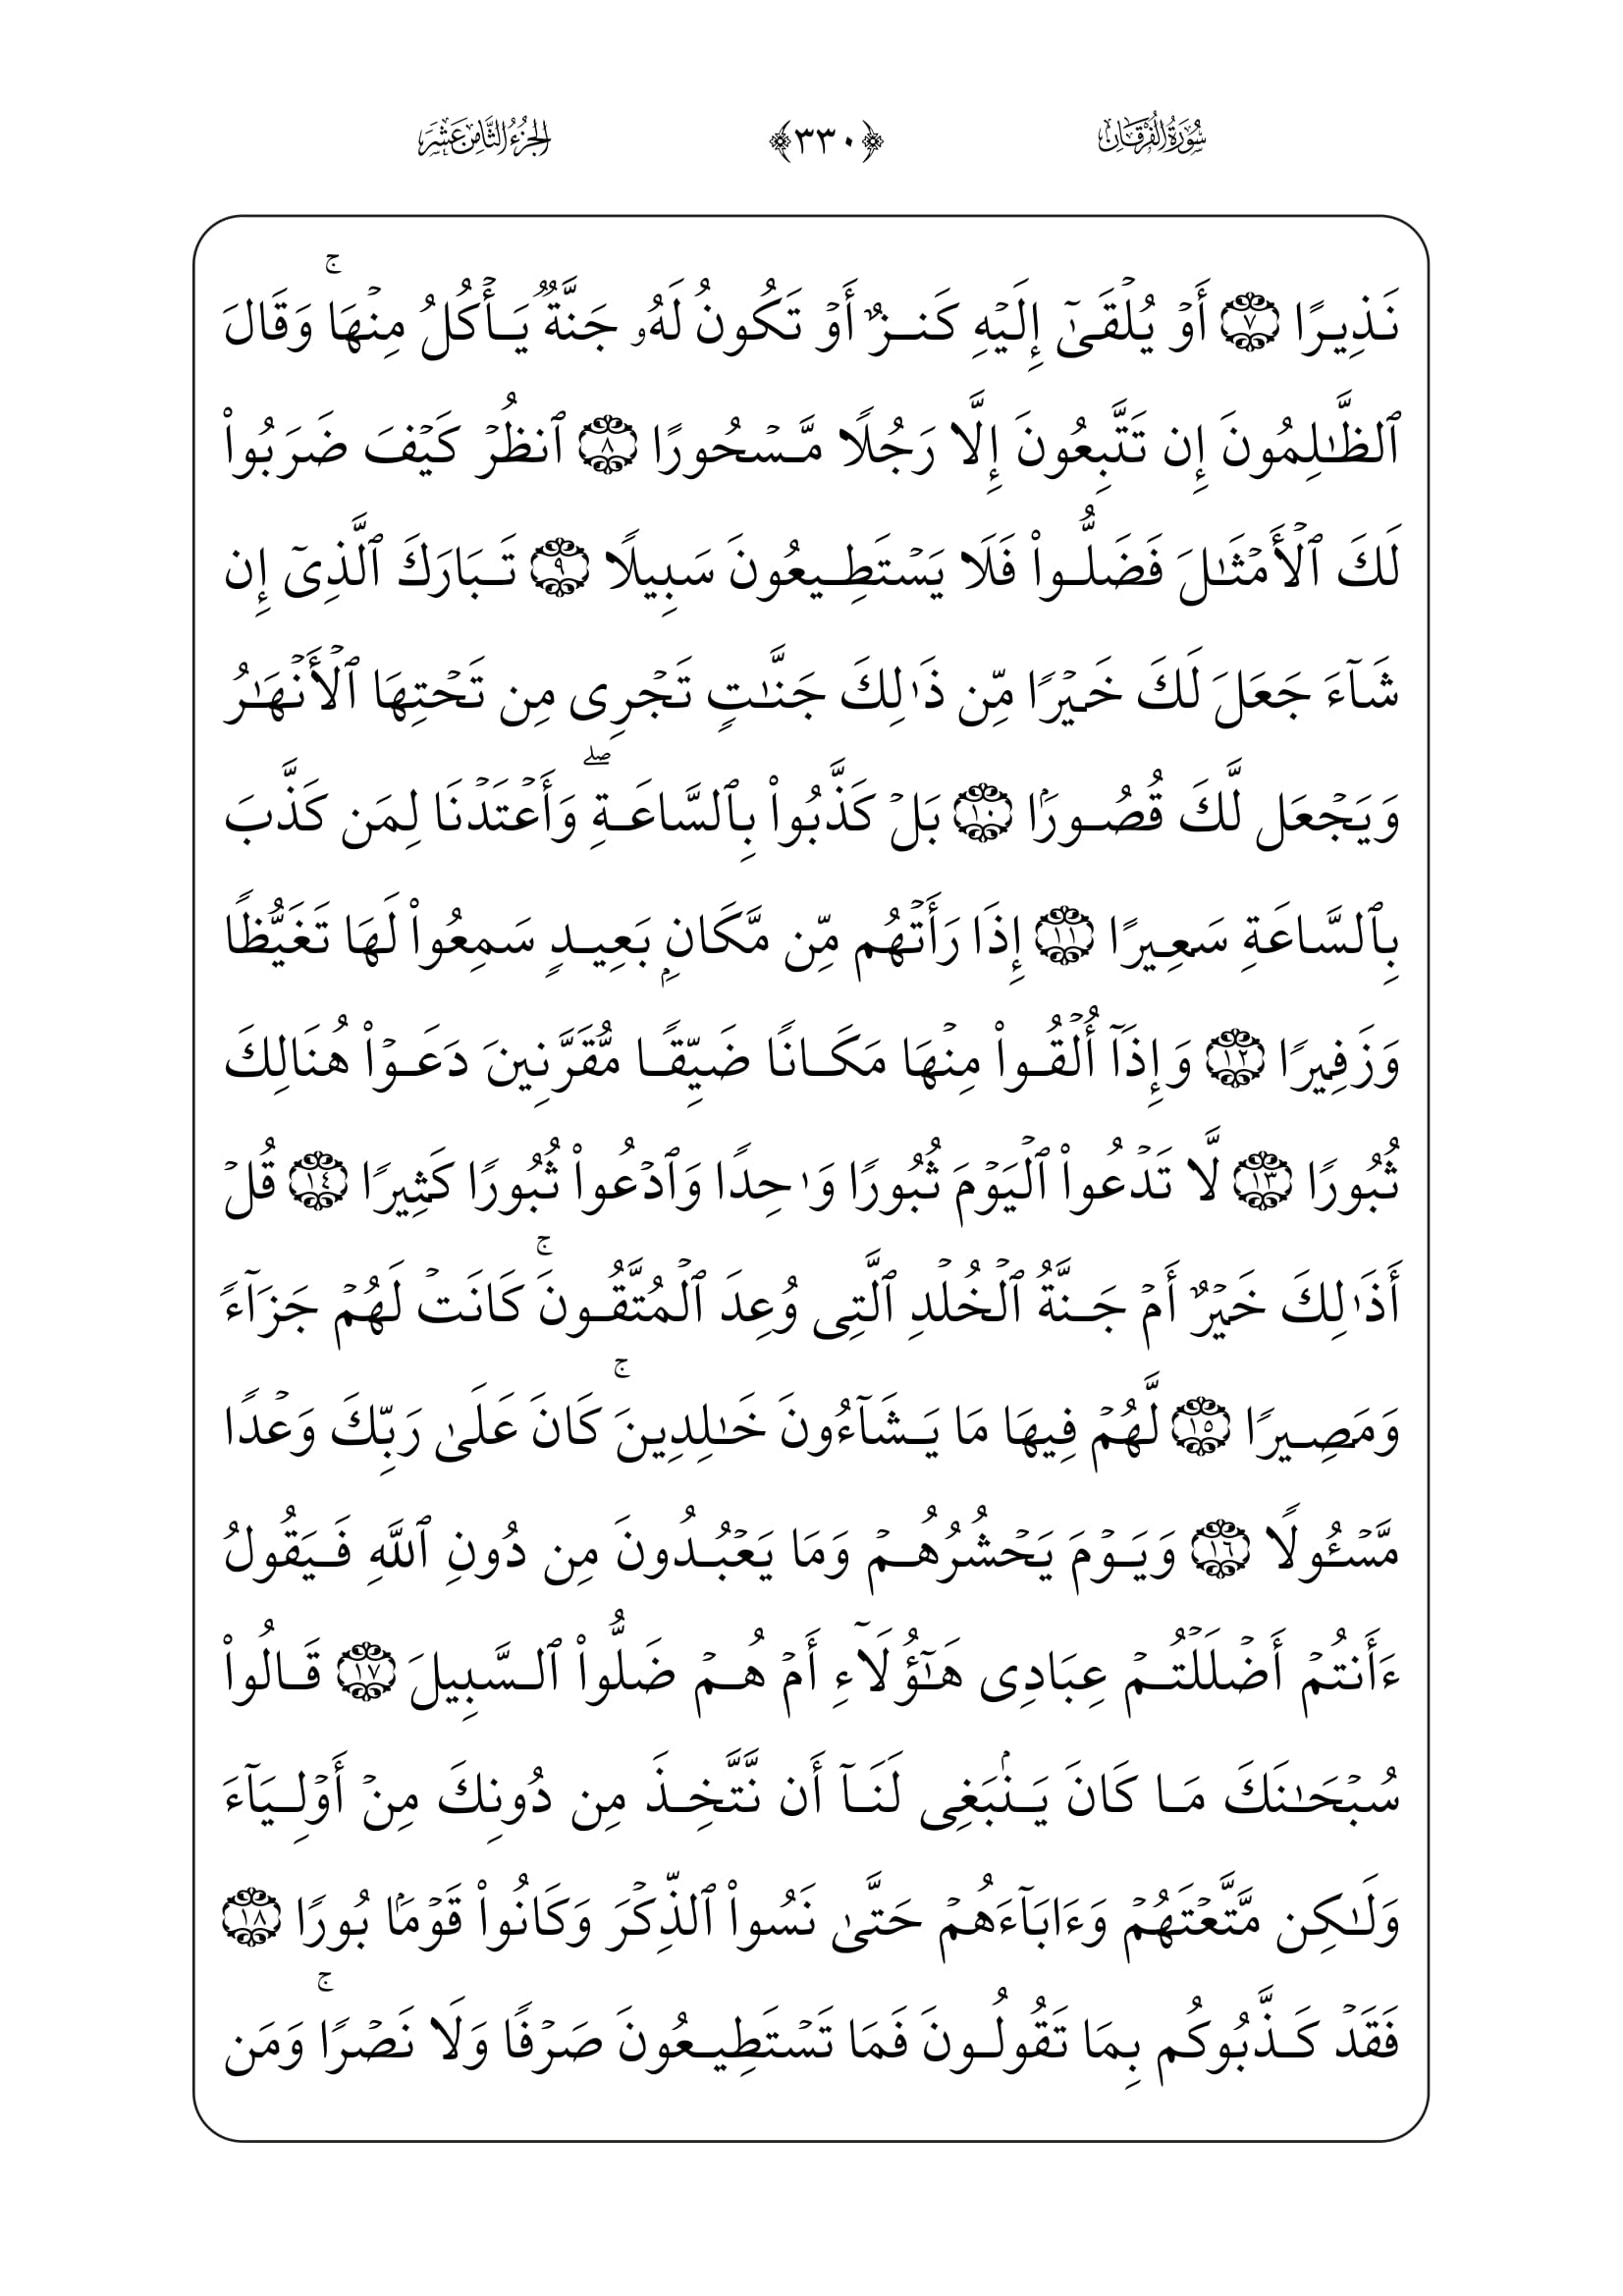 سُورَةُ الْفُرْقَانِ ﴿٣٣٠﴾ الجُزْءُ الثَّامِنَ عَشَرَ
نَذِيرًا ٧ أَوۡ يُلۡقَىٰٓ إِلَيۡهِ كَنزٌ أَوۡ تَكُونُ لَهُۥ جَنَّةٌ يَأۡكُلُ مِنۡهَاۚ وَقَالَ
ٱلظَّٰلِمُونَ إِن تَتَّبِعُونَ إِلَّا رَجُلًا مَّسۡحُورًا ٨ ٱنظُرۡ كَيۡفَ ضَرَبُواْ
لَكَ ٱلۡأَمۡثَٰلَ فَضَلُّواْ فَلَا يَسۡتَطِيعُونَ سَبِيلًا ٩ تَبَارَكَ ٱلَّذِىٓ إِن
شَآءَ جَعَلَ لَكَ خَيۡرًا مِّن ذَٰلِكَ جَنَّٰتٍ تَجۡرِى مِن تَحۡتِهَا ٱلۡأَنۡهَٰرُ
وَيَجۡعَل لَّكَ قُصُورَۢا ١٠ بَلۡ كَذَّبُواْ بِٱلسَّاعَةِۖ وَأَعۡتَدۡنَا لِمَن كَذَّبَ
بِٱلسَّاعَةِ سَعِيرًا ١١ إِذَا رَأَتۡهُم مِّن مَّكَانِۭ بَعِيدٍ سَمِعُواْ لَهَا تَغَيُّظًا
وَزَفِيرًا ١٢ وَإِذَآ أُلۡقُواْ مِنۡهَا مَكَانًا ضَيِّقًا مُّقَرَّنِينَ دَعَوۡاْ هُنَالِكَ
ثُبُورًا ١٣ لَّا تَدۡعُواْ ٱلۡيَوۡمَ ثُبُورًا وَٰحِدًا وَٱدۡعُواْ ثُبُورًا كَثِيرًا ١٤ قُلۡ
أَذَٰلِكَ خَيۡرٌ أَمۡ جَنَّةُ ٱلۡخُلۡدِ ٱلَّتِى وُعِدَ ٱلۡمُتَّقُونَۚ كَانَتۡ لَهُمۡ جَزَآءً
وَمَصِيرًا ١٥ لَّهُمۡ فِيهَا مَا يَشَآءُونَ خَٰلِدِينَۚ كَانَ عَلَىٰ رَبِّكَ وَعۡدًا
مَّسۡـُٔولًا ١٦ وَيَوۡمَ يَحۡشُرُهُمۡ وَمَا يَعۡبُدُونَ مِن دُونِ ٱللَّهِ فَيَقُولُ
ءَأَنتُمۡ أَضۡلَلۡتُمۡ عِبَادِى هَٰٓؤُلَآءِ أَمۡ هُمۡ ضَلُّواْ ٱلسَّبِيلَ ١٧ قَالُواْ
سُبۡحَٰنَكَ مَا كَانَ يَنۢبَغِى لَنَآ أَن نَّتَّخِذَ مِن دُونِكَ مِنۡ أَوۡلِيَآءَ
وَلَٰكِن مَّتَّعۡتَهُمۡ وَءَابَآءَهُمۡ حَتَّىٰ نَسُواْ ٱلذِّكۡرَ وَكَانُواْ قَوۡمَۢا بُورًا ١٨
فَقَدۡ كَذَّبُوكُم بِمَا تَقُولُونَ فَمَا تَسۡتَطِيعُونَ صَرۡفًا وَلَا نَصۡرًاۚ وَمَن